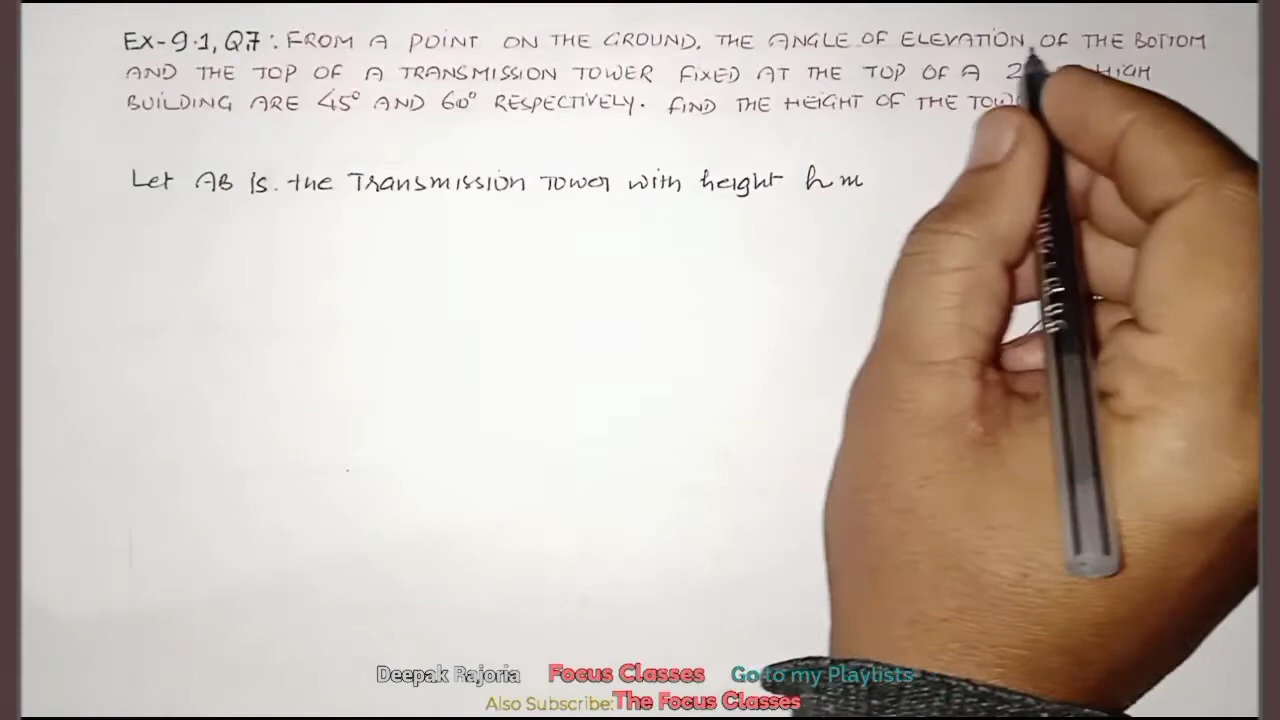 EX-9.1, Q.7: FROM A POINT ON THE GROUND, THE ANGLE OF ELEVATION OF THE BOTTOM
AND THE TOP OF A TRANSMISSION TOWER FIXED AT THE TOP OF A HIGH
BUILDING ARE 45° AND 60° RESPECTIVELY. FIND THE HEIGHT OF THE
Let AB is. the Transmission Tower with height h m
Deepak Rajoria Focus Classes Go to my Playlists
Also Subscribe: The Focus Classes